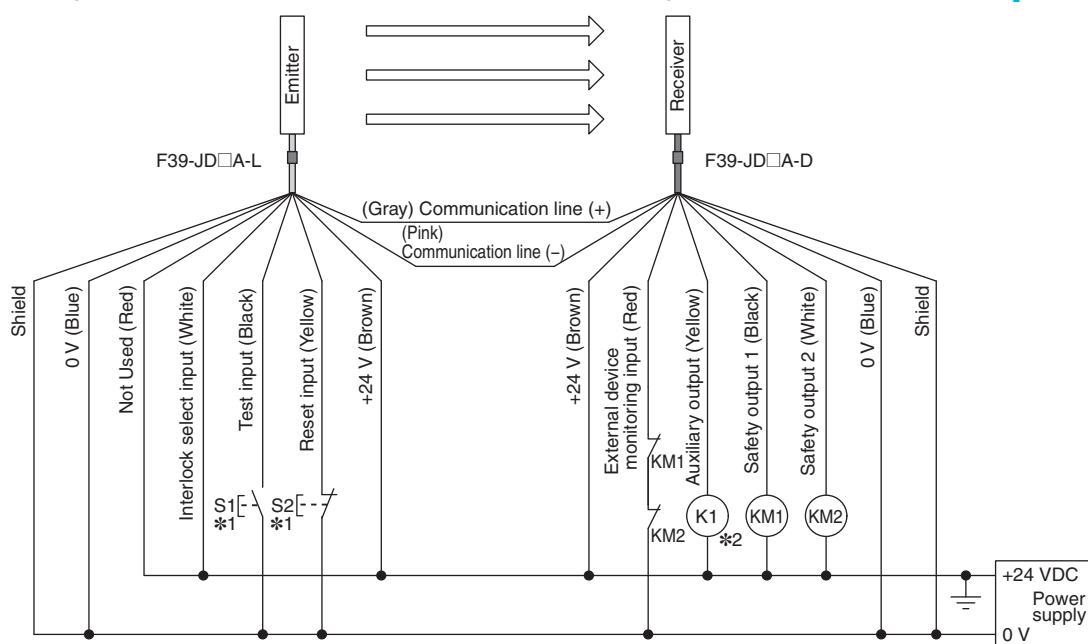 Emitter
Receiver
F39-JD□A-L
F39-JD□A-D
(Gray) Communication line (+)
(Pink)
Communication line (−)
Shield
0 V (Blue)
Not Used (Red)
Interlock select input (White)
Test input (Black)
Reset input (Yellow)
+24 V (Brown)
+24 V (Brown)
External device
monitoring input (Red)
Auxiliary output (Yellow)
Safety output 1 (Black)
Safety output 2 (White)
0 V (Blue)
Shield
S1
*1
S2
*1
KM1
KM2
K1
*2
KM1
KM2
+24 VDC
Power
supply
0 V